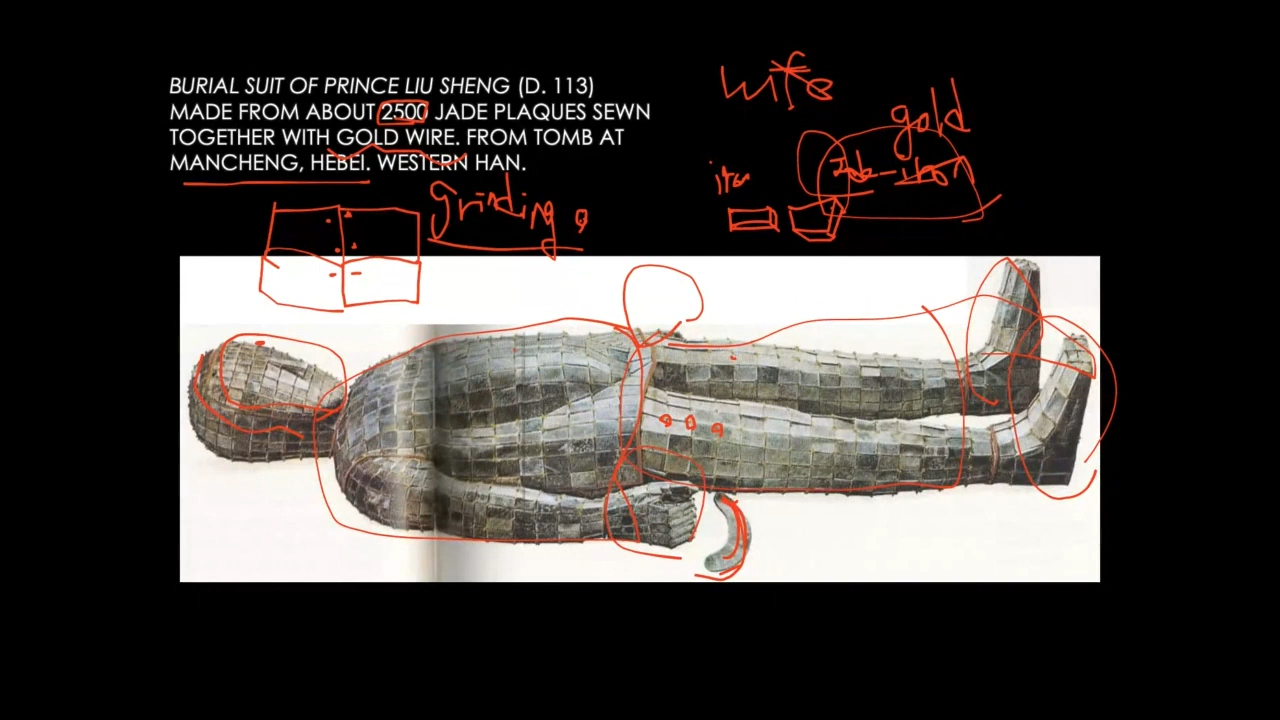 BURIAL SUIT OF PRINCE LIU SHENG (D. 113)
MADE FROM ABOUT 2500 JADE PLAQUES SEWN
TOGETHER WITH GOLD WIRE. FROM TOMB AT
MANCHENG, HEBEI. WESTERN HAN.
wife
gold
grinding